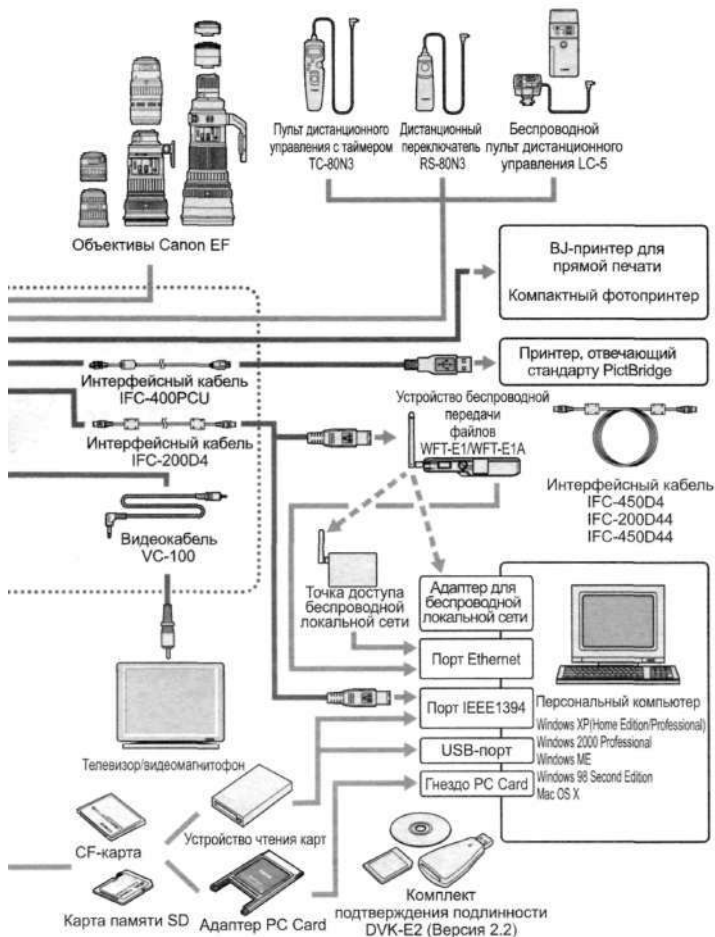 Пульт дистанционного
управления с таймером
TC-80N3
Дистанционный
переключатель
RS-80N3
Беспроводной
пульт дистанционного
управления LC-5
Объективы Canon EF
BJ-принтер для
прямой печати
Компактный фотопринтер
Интерфейсный кабель
IFC-400PCU
Принтер, отвечающий
стандарту PictBridge
Интерфейсный кабель
IFC-200D4
Устройство беспроводной
передачи
файлов
WFT-E1/WFT-E1A
Интерфейсный кабель
IFC-450D4
IFC-200D44
IFC-450D44
Видеокабель
VC-100
Точка доступа
беспроводной
локальной сети
Адаптер для
беспроводной
локальной сети
Порт Ethernet
Порт IEEE1394
USB-порт
Гнездо PC Card
Персональный компьютер
Windows XP(Home Edition/Professional)
Windows 2000 Professional
Windows ME
Windows 98 Second Edition
Mac OS X
Телевизор/видеомагнитофон
CF-карта
Устройство чтения карт
Карта памяти SD
Адаптер PC Card
Комплект
подтверждения подлинности
DVK-E2 (Версия 2.2)